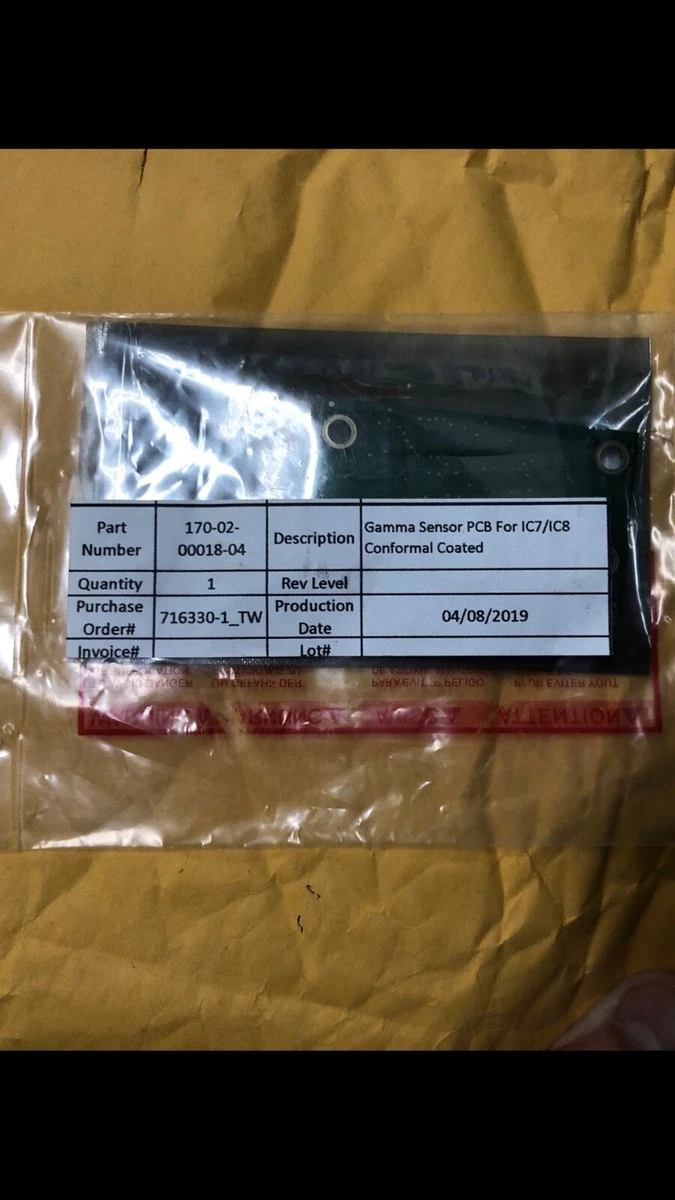 Part Number
170-02-
00018-04
Description
Gamma Sensor PCB For IC7/IC8
Conformal Coated
Quantity
1
Rev Level
Purchase
Order#
716330-1_TW
Production
Date
04/08/2019
Invoice#
Lot#
ATTENTION